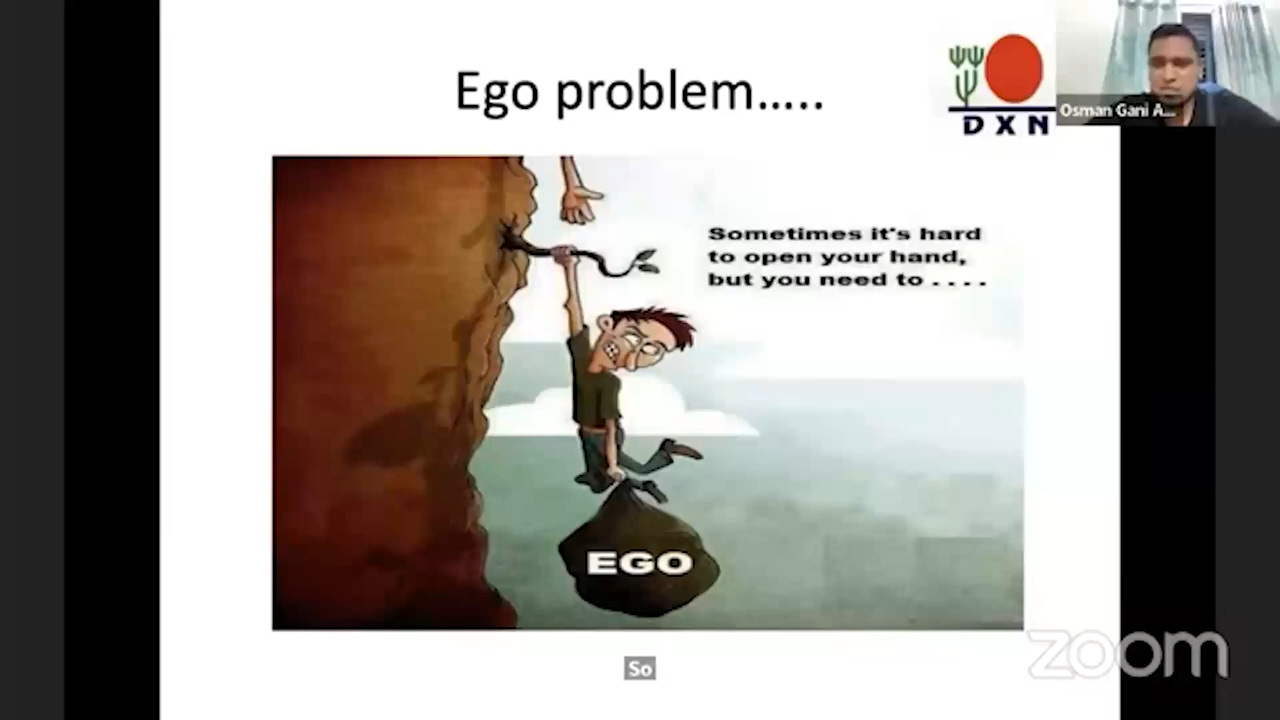 Ego problem.....
DXN
Osman Gani A...
Sometimes it's hard
to open your hand,
but you need to . . . .
EGO
So
zoom